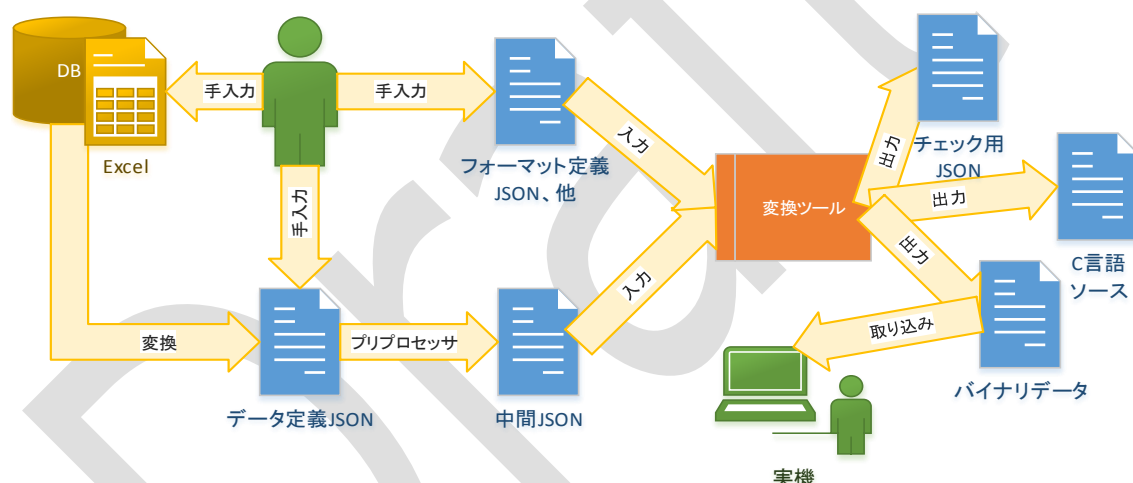 DB
Excel
手入力
手入力
手入力
フォーマット定義
JSON、他
入力
入力
変換ツール
出力
出力
出力
チェック用
JSON
C言語
ソース
変換
データ定義JSON
プリプロセッサ
中間JSON
取り込み
バイナリデータ
実機
Draft